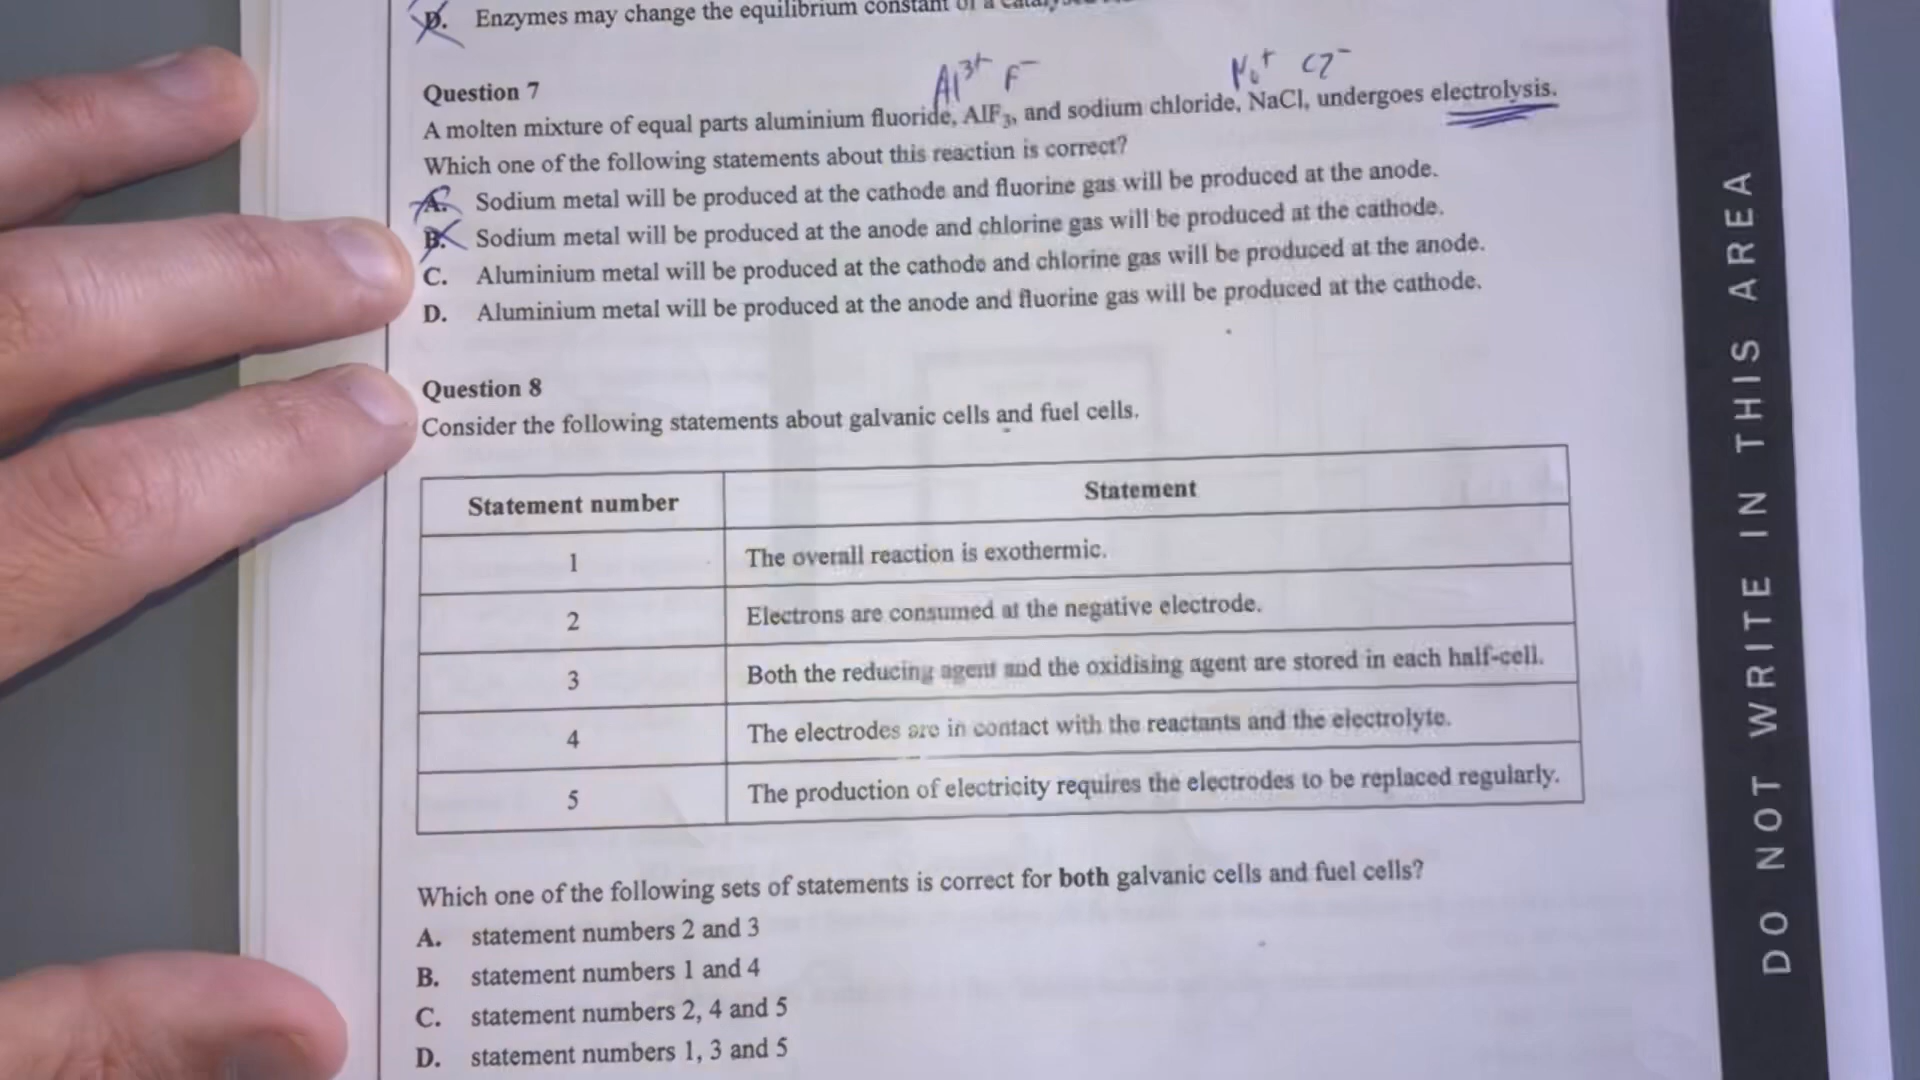 D. Enzymes may change the equilibrium constant of a
Al3+ F- Na+ Cl-
Question 7
A molten mixture of equal parts aluminium fluoride, AlF3, and sodium chloride, NaCl, undergoes electrolysis.
Which one of the following statements about this reaction is correct?
A. Sodium metal will be produced at the cathode and fluorine gas will be produced at the anode.
B. Sodium metal will be produced at the anode and chlorine gas will be produced at the cathode.
C. Aluminium metal will be produced at the cathode and chlorine gas will be produced at the anode.
D. Aluminium metal will be produced at the anode and fluorine gas will be produced at the cathode.
Question 8
Consider the following statements about galvanic cells and fuel cells.
Statement number Statement
1 The overall reaction is exothermic.
2 Electrons are consumed at the negative electrode.
3 Both the reducing agent and the oxidising agent are stored in each half-cell.
4 The electrodes are in contact with the reactants and the electrolyte.
5 The production of electricity requires the electrodes to be replaced regularly.
Which one of the following sets of statements is correct for both galvanic cells and fuel cells?
A. statement numbers 2 and 3
B. statement numbers 1 and 4
C. statement numbers 2, 4 and 5
D. statement numbers 1, 3 and 5
DO NOT WRITE IN THIS AREA